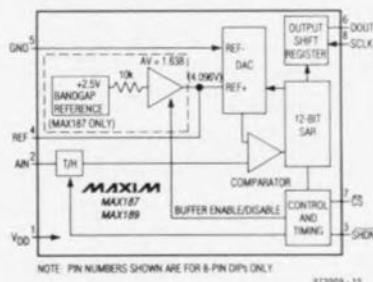 6 DOUT
OUTPUT SHIFT REGISTER
8 SCLK
GND 5
AV = 1.638
REF-
DAC
REF+
+2.5V BANDGAP REFERENCE
10k
(4.096V)
(MAX187 ONLY)
12-BIT SAR
REF 4
AIN 2
T/H
MAXIM
MAX187
MAX189
COMPARATOR
BUFFER ENABLE/DISABLE
CONTROL AND TIMING
7 CS
3 SHDN
VDD 1
NOTE: PIN NUMBERS SHOWN ARE FOR 8-PIN DIPs ONLY.